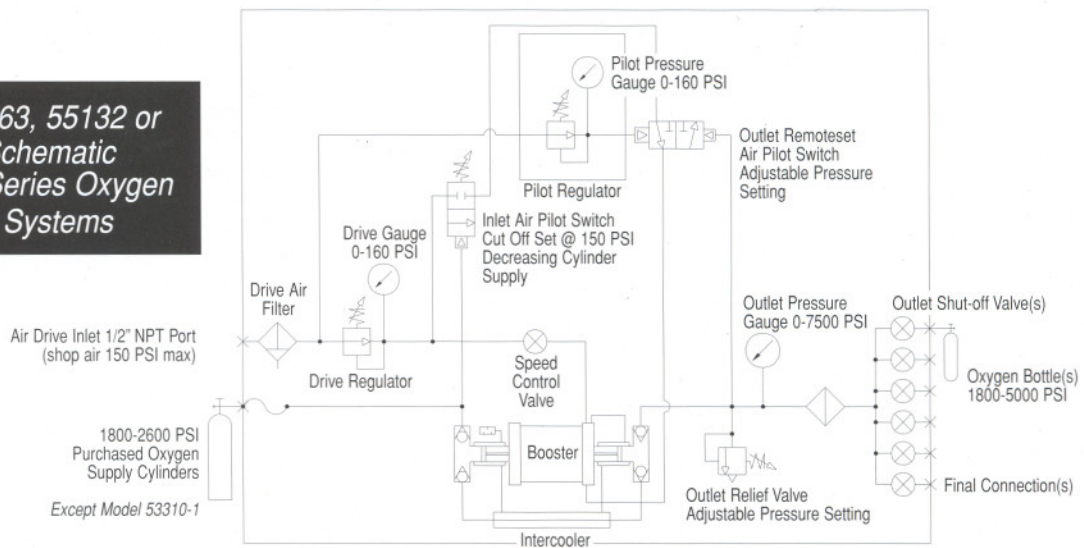 63, 55132 or
Schematic
Series Oxygen
Systems
Pilot Pressure
Gauge 0-160 PSI
Outlet Remoteset
Air Pilot Switch
Adjustable Pressure
Setting
Pilot Regulator
Inlet Air Pilot Switch
Cut Off Set @ 150 PSI
Decreasing Cylinder
Supply
Drive Gauge
0-160 PSI
Drive Air
Filter
Air Drive Inlet 1/2" NPT Port
(shop air 150 PSI max)
Drive Regulator
Speed
Control
Valve
Outlet Pressure
Gauge 0-7500 PSI
Outlet Shut-off Valve(s)
Oxygen Bottle(s)
1800-5000 PSI
1800-2600 PSI
Purchased Oxygen
Supply Cylinders
Except Model 53310-1
Booster
Intercooler
Outlet Relief Valve
Adjustable Pressure Setting
Final Connection(s)